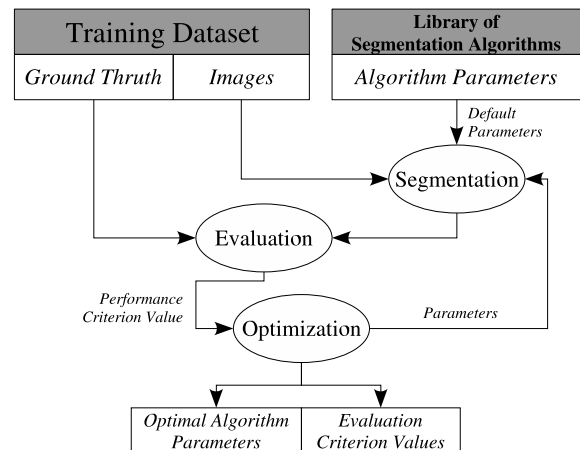 Training Dataset
Ground Thruth
Images
Library of
Segmentation Algorithms
Algorithm Parameters
Default
Parameters
Segmentation
Evaluation
Performance
Criterion Value
Optimization
Parameters
Optimal Algorithm
Parameters
Evaluation
Criterion Values